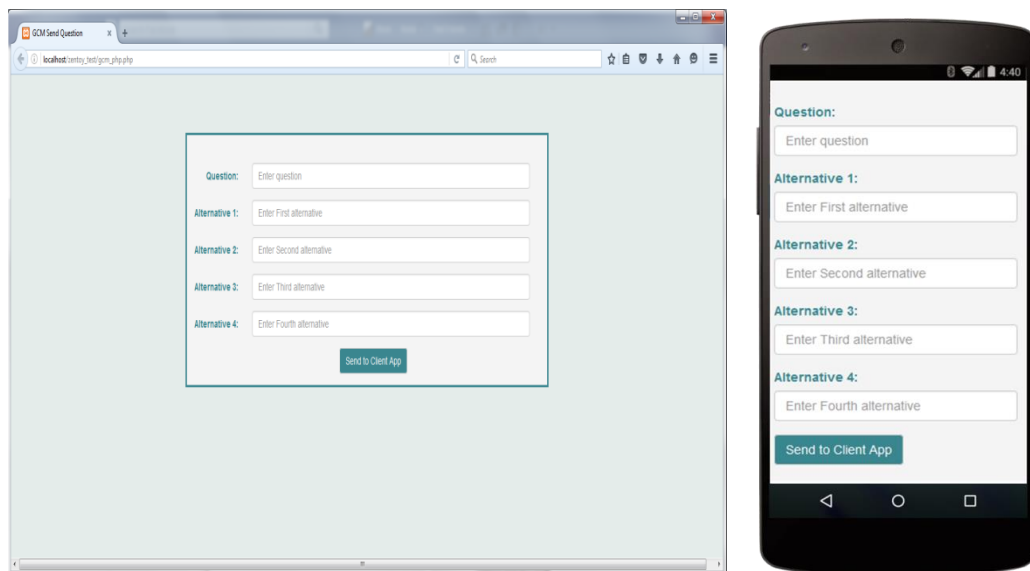 GCM Send Question
localhost/zentoy_test/gcm_php.php
Search
Question: Enter question
Alternative 1: Enter First alternative
Alternative 2: Enter Second alternative
Alternative 3: Enter Third alternative
Alternative 4: Enter Fourth alternative
Send to Client App
4:40
Question:
Enter question
Alternative 1:
Enter First alternative
Alternative 2:
Enter Second alternative
Alternative 3:
Enter Third alternative
Alternative 4:
Enter Fourth alternative
Send to Client App